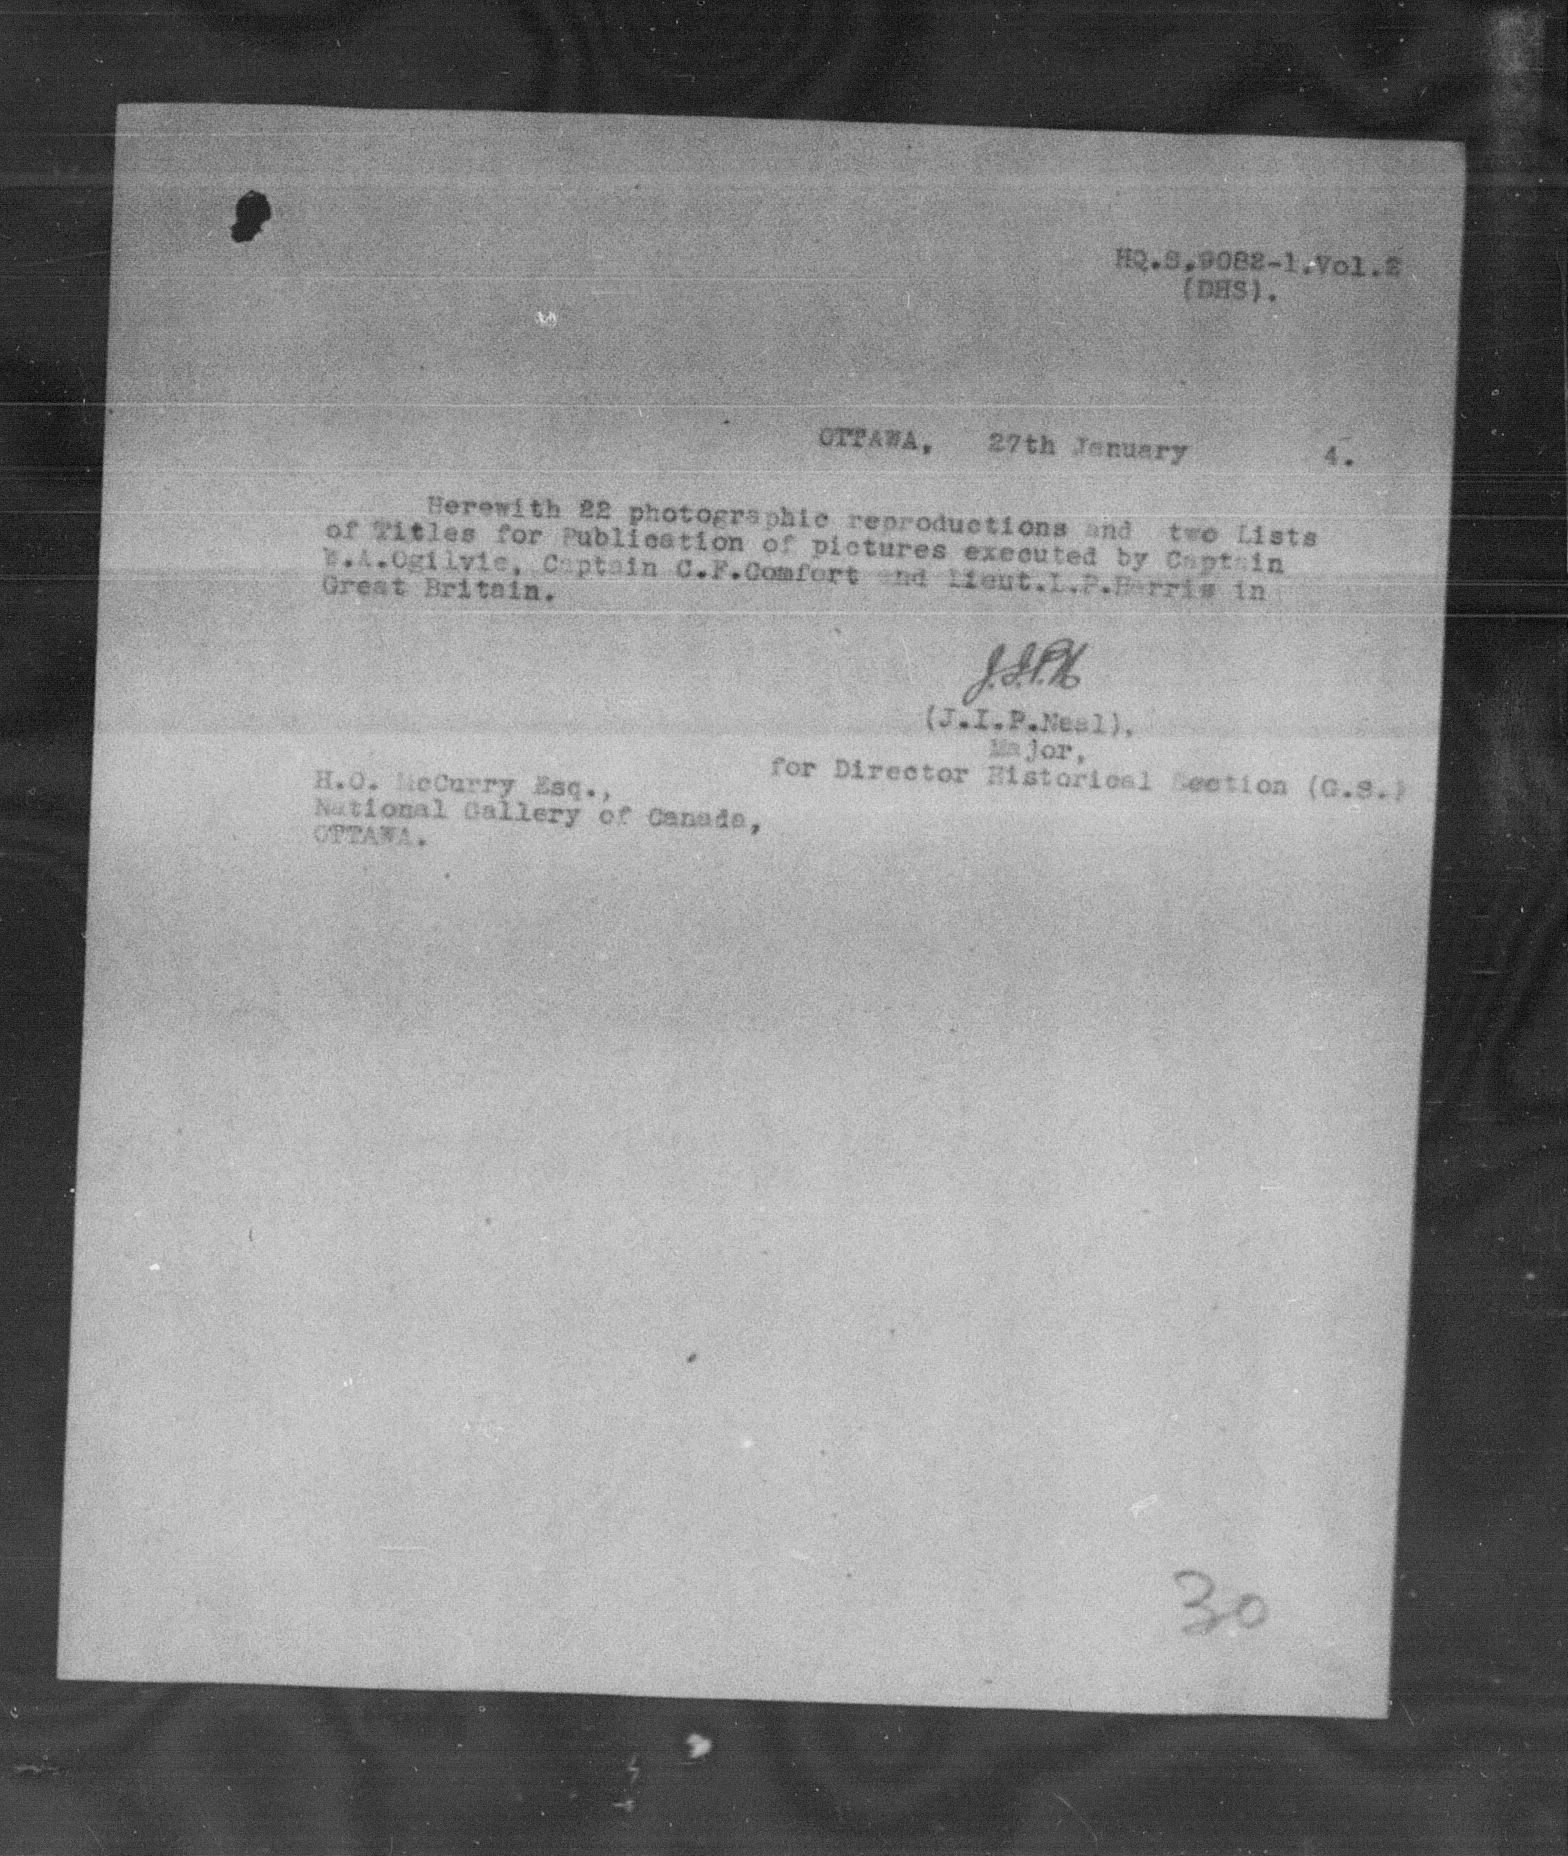 HQ.S.9082-1.Vol.2
(DHS).
OTTAWA, 27th January 4.
Herewith 22 photographic reproductions and two Lists
of Titles for Publication of pictures executed by Captain
W.A.Ogilvie, Captain C.F.Comfort and Lieut.L.P.Harris in
Great Britain.
J.I.P.N
(J.I.P.Neal),
Major,
for Director Historical Section (G.S.)
H.O. McCurry Esq.,
National Gallery of Canada,
OTTAWA.
30